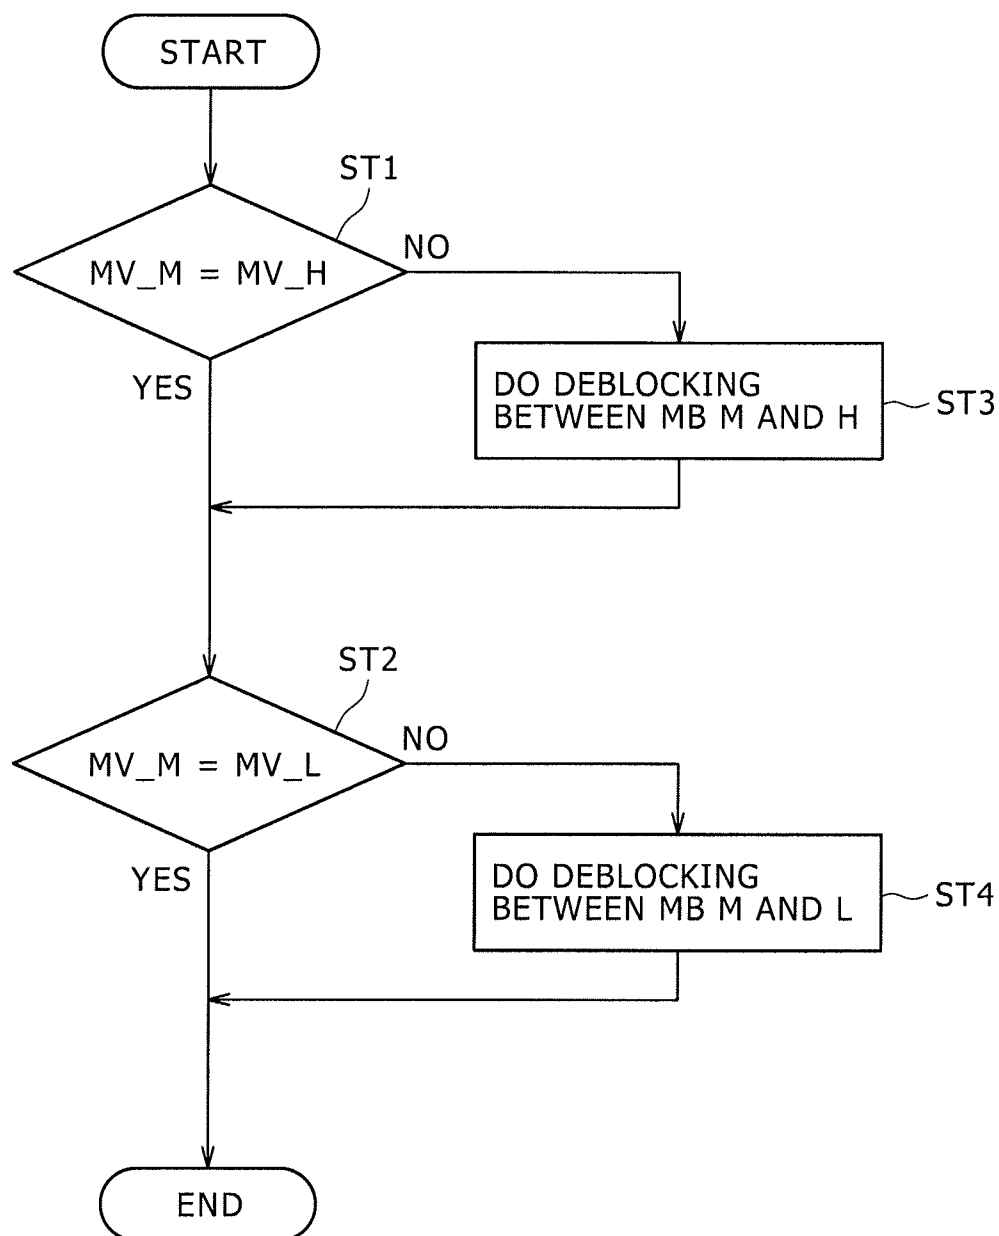 START
ST1
MV_M = MV_H
NO
YES
DO DEBLOCKING
BETWEEN MB M AND H
ST3
ST2
MV_M = MV_L
NO
YES
DO DEBLOCKING
BETWEEN MB M AND L
ST4
END